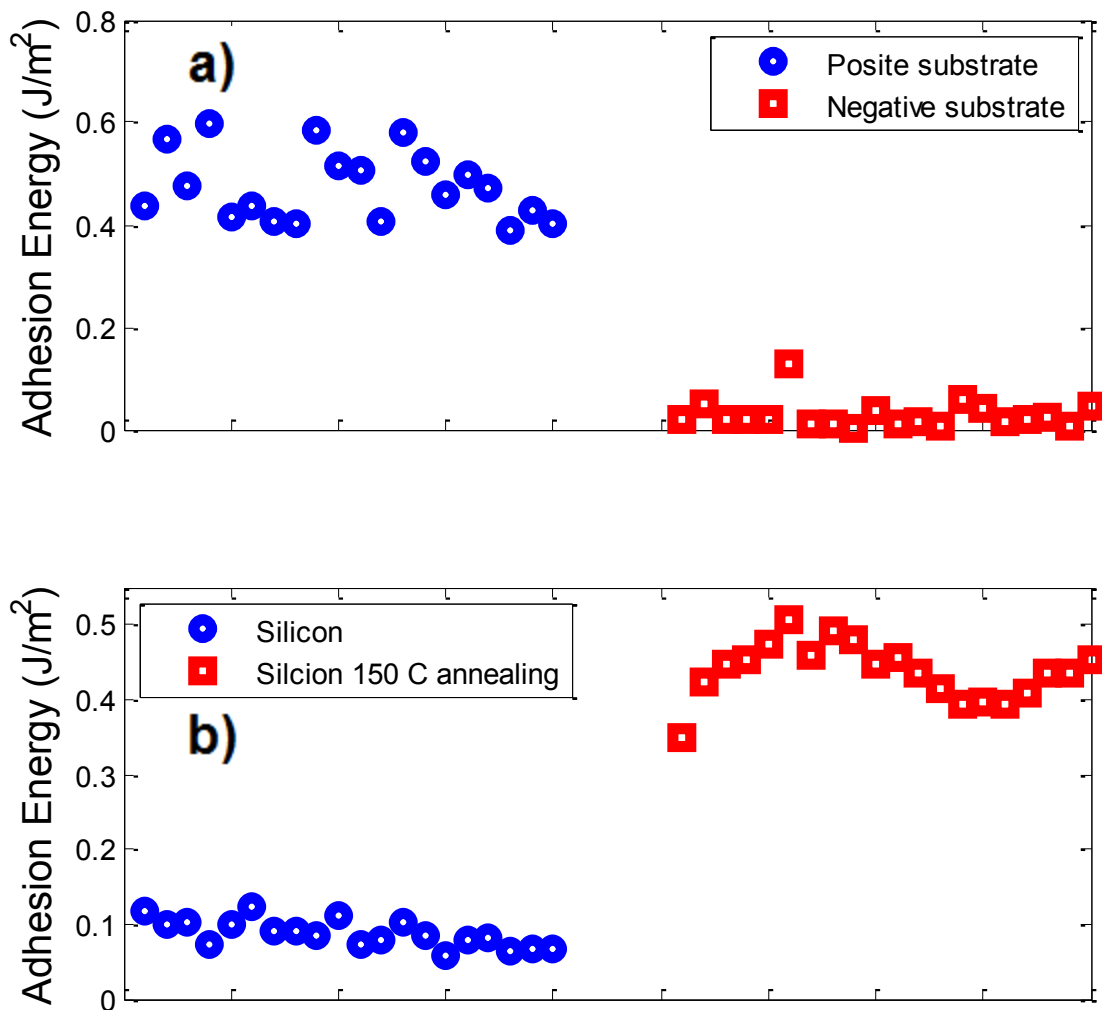 Adhesion Energy (J/m²)
0.8
0.6
0.4
0.2
0
a)
Posite substrate
Negative substrate
Adhesion Energy (J/m²)
0.5
0.4
0.3
0.2
0.1
0
Silicon
Silcion 150 C annealing
b)